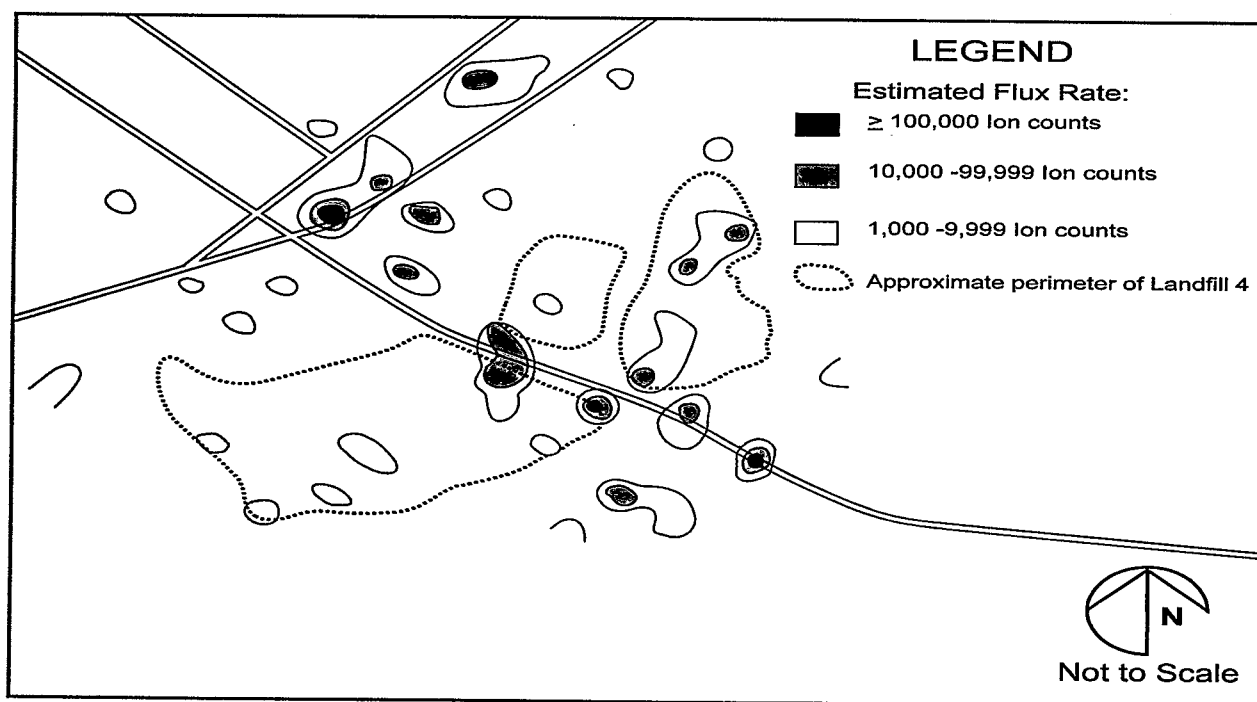 LEGEND
Estimated Flux Rate:
≥ 100,000 Ion counts
10,000 -99,999 Ion counts
1,000 -9,999 Ion counts
Approximate perimeter of Landfill 4
N
Not to Scale